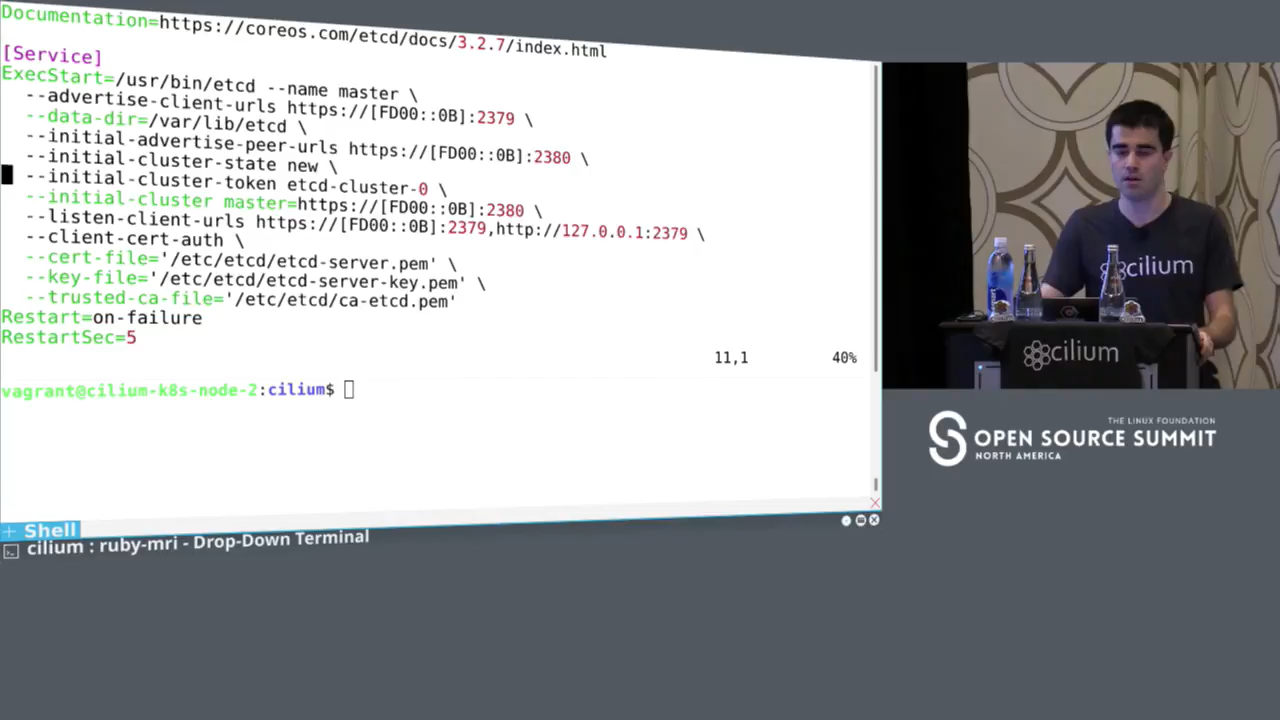 Documentation=https://coreos.com/etcd/docs/3.2.7/index.html
[Service]
ExecStart=/usr/bin/etcd --name master \
--advertise-client-urls https://[FD00::0B]:2379 \
--data-dir=/var/lib/etcd \
--initial-advertise-peer-urls https://[FD00::0B]:2380 \
--initial-cluster-state new \
--initial-cluster-token etcd-cluster-0 \
--initial-cluster master=https://[FD00::0B]:2380 \
--listen-client-urls https://[FD00::0B]:2379,http://127.0.0.1:2379 \
--client-cert-auth \
--cert-file='/etc/etcd/etcd-server.pem' \
--key-file='/etc/etcd/etcd-server-key.pem' \
--trusted-ca-file='/etc/etcd/ca-etcd.pem'
Restart=on-failure
RestartSec=5
11,1 40%
vagrant@cilium-k8s-node-2:cilium$
+ Shell
cilium : ruby-mri - Drop-Down Terminal
cilium
cilium
THE LINUX FOUNDATION
OPEN SOURCE SUMMIT
NORTH AMERICA